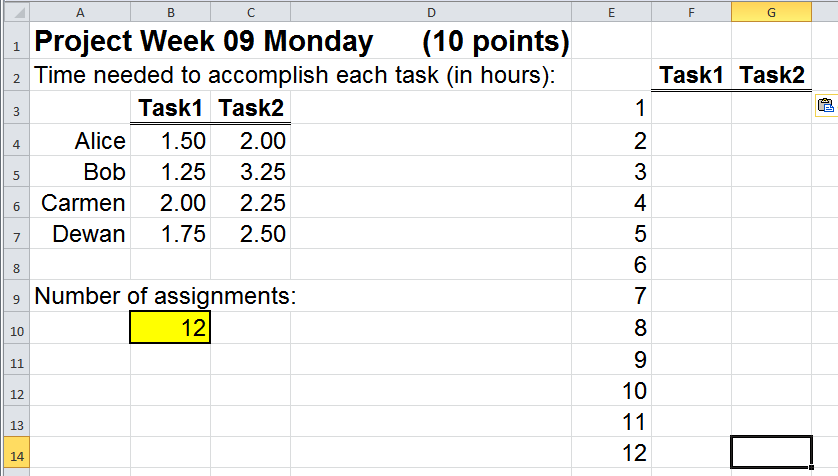 A B C D E F G
1 Project Week 09 Monday (10 points)
2 Time needed to accomplish each task (in hours): Task1 Task2
3 Task1 Task2 1
4 Alice 1.50 2.00 2
5 Bob 1.25 3.25 3
6 Carmen 2.00 2.25 4
7 Dewan 1.75 2.50 5
8 6
9 Number of assignments: 7
10 12 8
11 9
12 10
13 11
14 12